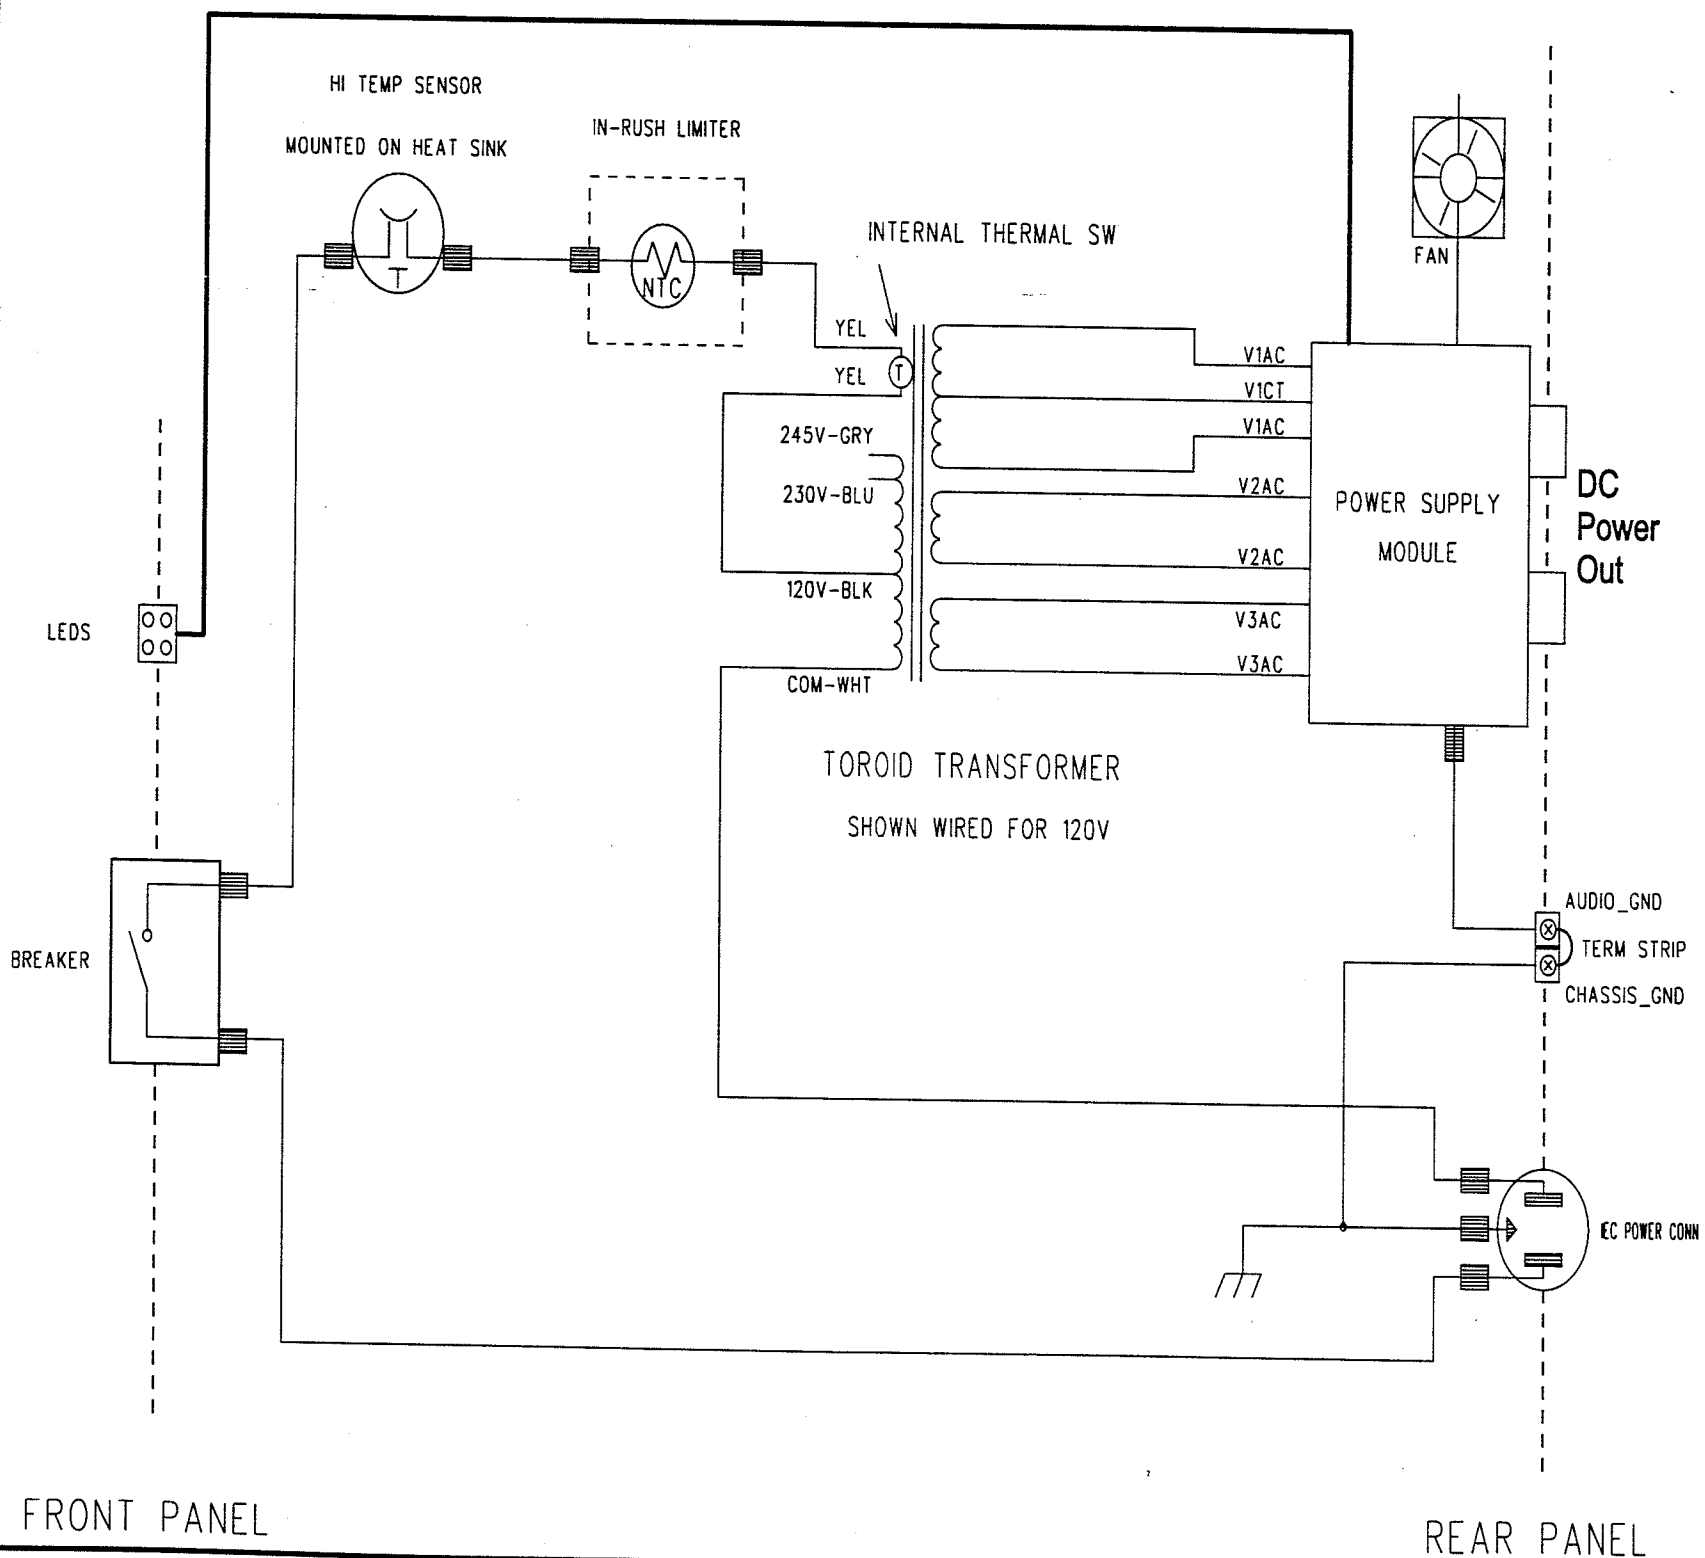 HI TEMP SENSOR
MOUNTED ON HEAT SINK
T
IN-RUSH LIMITER
NTC
INTERNAL THERMAL SW
FAN
YEL
YEL
T
245V-GRY
230V-BLU
120V-BLK
COM-WHT
V1AC
V1CT
V1AC
V2AC
V2AC
V3AC
V3AC
POWER SUPPLY
MODULE
DC
Power
Out
LEDS
TOROID TRANSFORMER
SHOWN WIRED FOR 120V
BREAKER
AUDIO_GND
TERM STRIP
CHASSIS_GND
IEC POWER CONN
FRONT PANEL
REAR PANEL